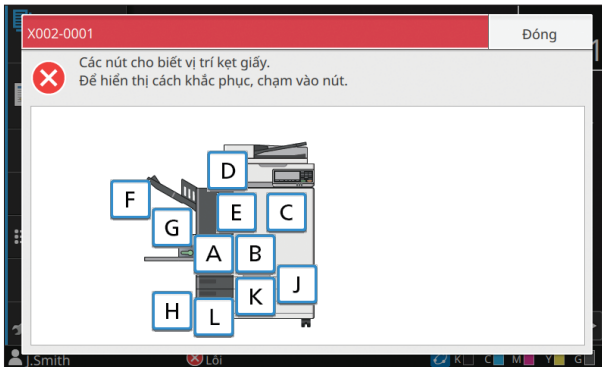 X002-0001
Đóng
Các nút cho biết vị trí kẹt giấy.
Để hiển thị cách khắc phục, chạm vào nút.
D
F
E
C
G
A
B
J
K
H
L
J.Smith
Lỗi
K
C
M
Y
G